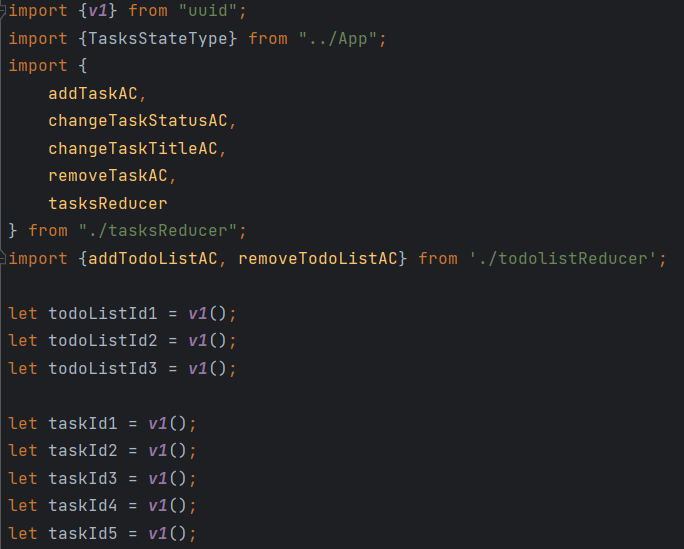 import {v1} from "uuid";
import {TasksStateType} from "../App";
import {
    addTaskAC,
    changeTaskStatusAC,
    changeTaskTitleAC,
    removeTaskAC,
    tasksReducer
} from "./tasksReducer";
import {addTodoListAC, removeTodoListAC} from './todolistReducer';

let todoListId1 = v1();
let todoListId2 = v1();
let todoListId3 = v1();

let taskId1 = v1();
let taskId2 = v1();
let taskId3 = v1();
let taskId4 = v1();
let taskId5 = v1();